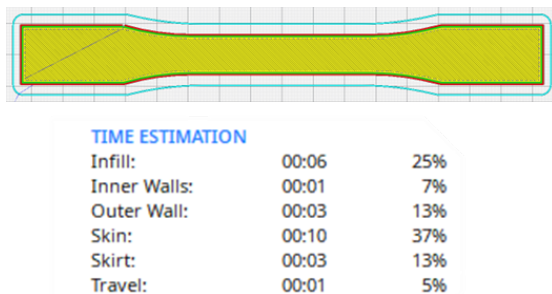 TIME ESTIMATION
Infill: 00:06 25%
Inner Walls: 00:01 7%
Outer Wall: 00:03 13%
Skin: 00:10 37%
Skirt: 00:03 13%
Travel: 00:01 5%